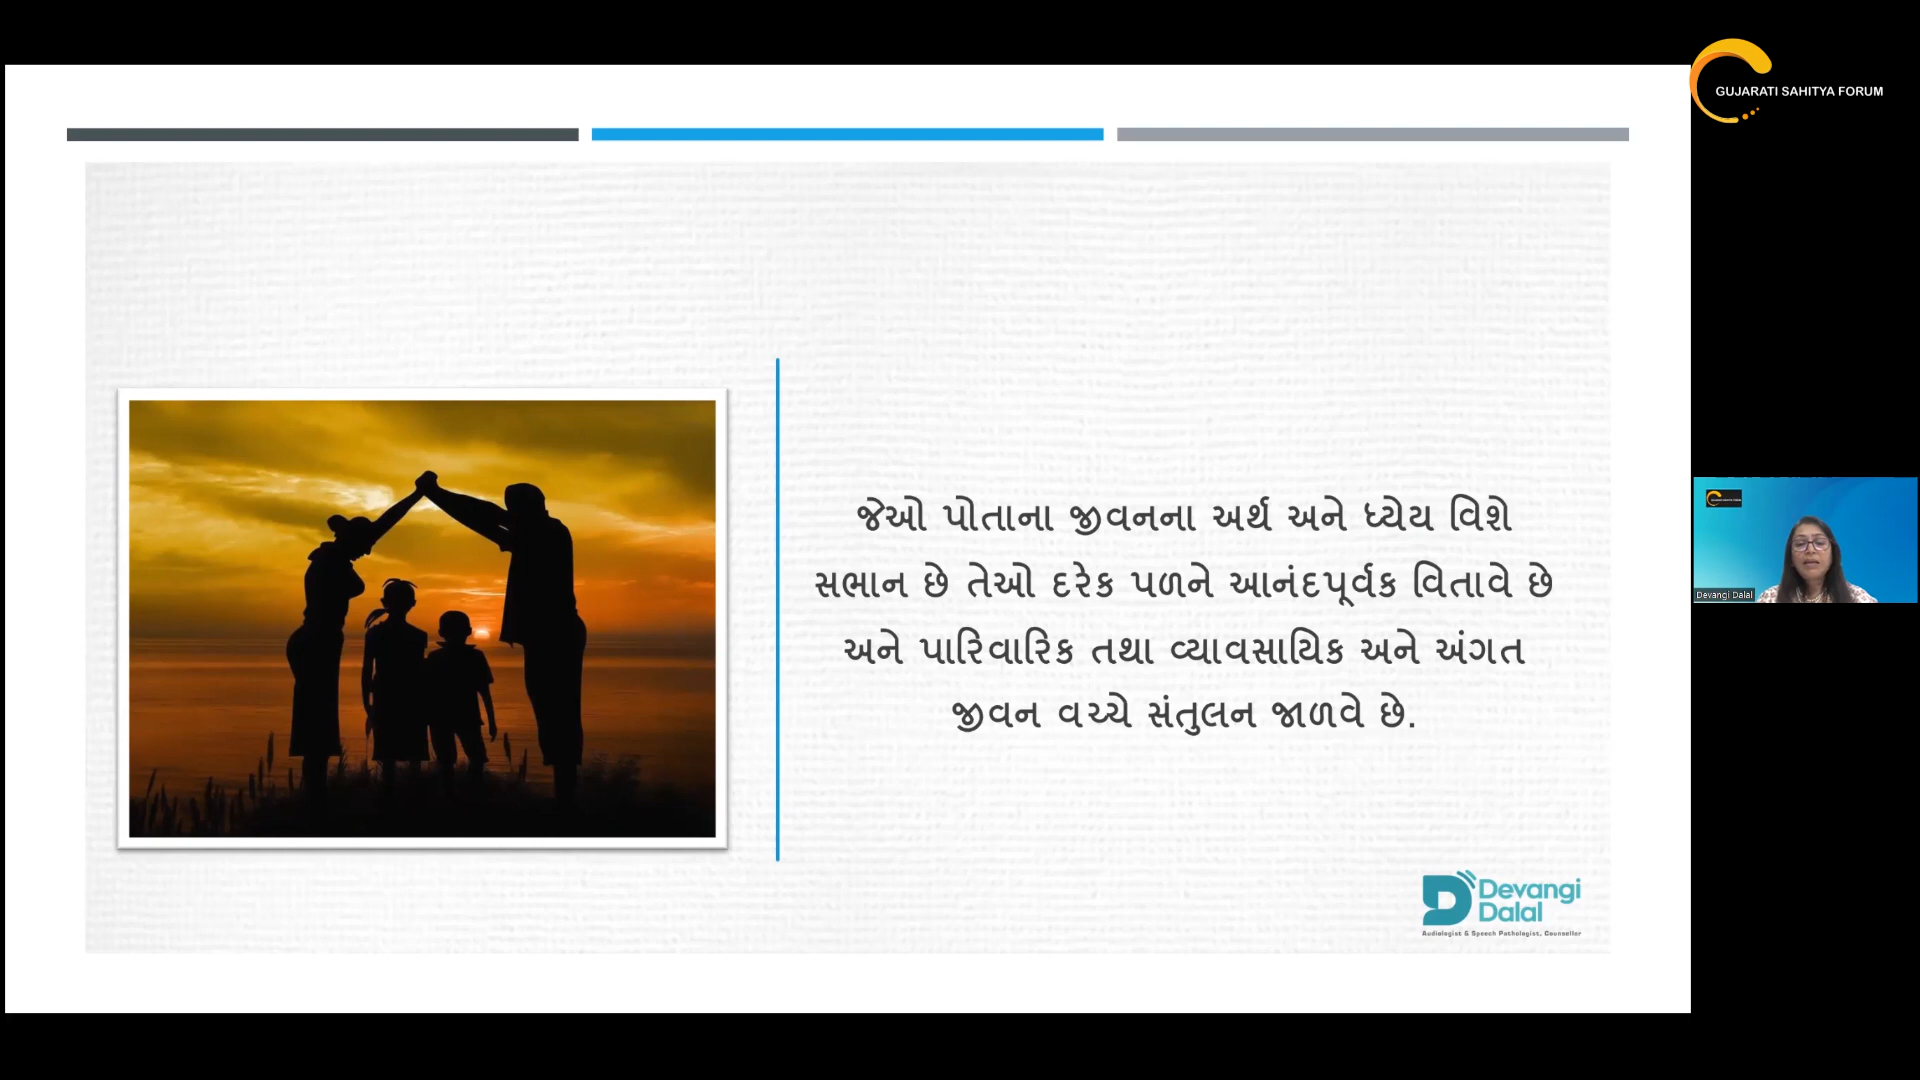 GUJARATI SAHITYA FORUM
જેઓ પોતાના જીવનના અર્થ અને ધ્યેય વિશે
સભાન છે તેઓ દરેક પળને આનંદપૂર્વક વિતાવે છે
અને પારિવારિક તથા વ્યાવસાયિક અને અંગત
જીવન વચ્ચે સંતુલન જાળવે છે.
Devangi Dalal
Devangi
Dalal
Audiologist & Speech Pathologist, Counsellor